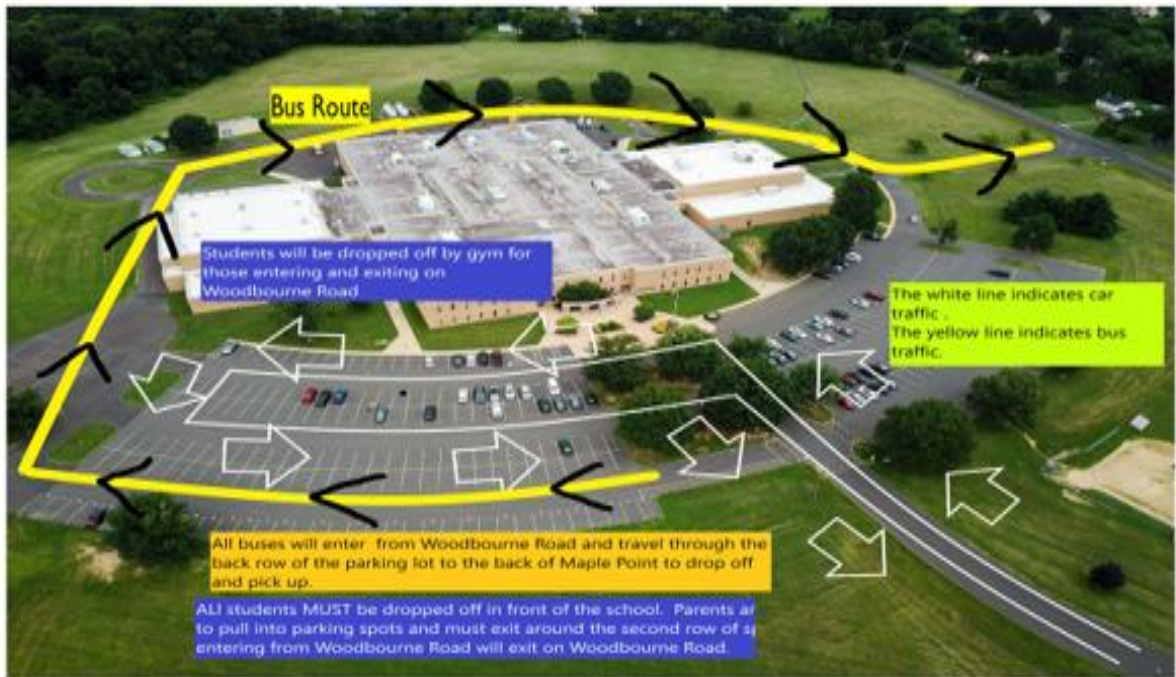 Bus Route
Students will be dropped off by gym for
those entering and exiting on
Woodbourne Road
The white line indicates car
traffic .
The yellow line indicates bus
traffic.
All buses will enter from Woodbourne Road and travel through the
back row of the parking lot to the back of Maple Point to drop off
and pick up.
ALl students MUST be dropped off in front of the school. Parents
to pull into parking spots and must exit around the second row of
entering from Woodbourne Road will exit on Woodbourne Road.